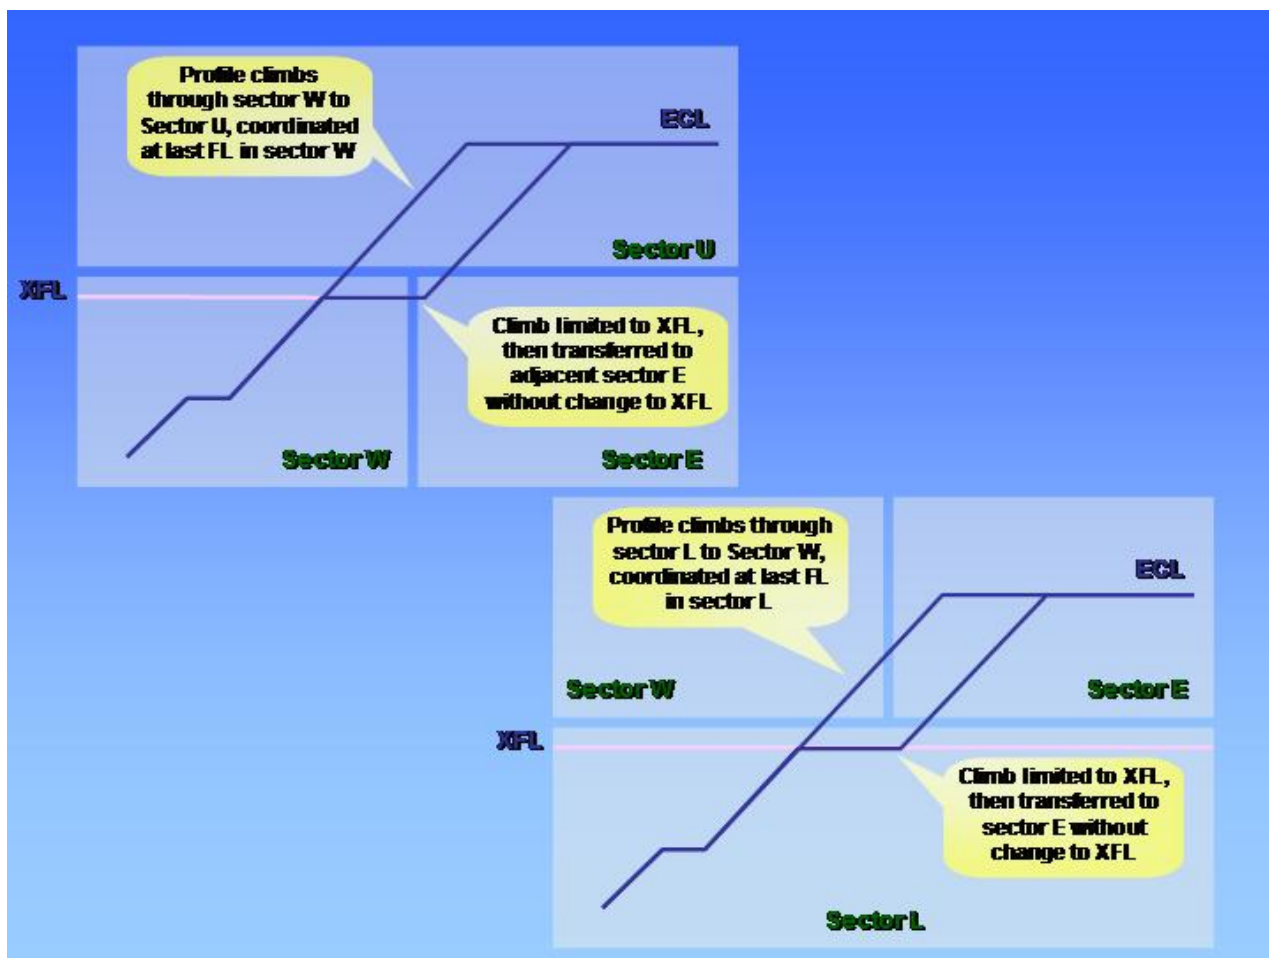 Profile climbs
through sector W to
Sector U, coordinated
at last FL in sector W
ECL
Sector U
XFL
Climb limited to XFL,
then transferred to
adjacent sector E
without change to XFL
Sector W
Sector E
Profile climbs through
sector L to Sector W,
coordinated at last FL
in sector L
ECL
Sector W
Sector E
XFL
Climb limited to XFL,
then transferred to
sector E without
change to XFL
Sector L